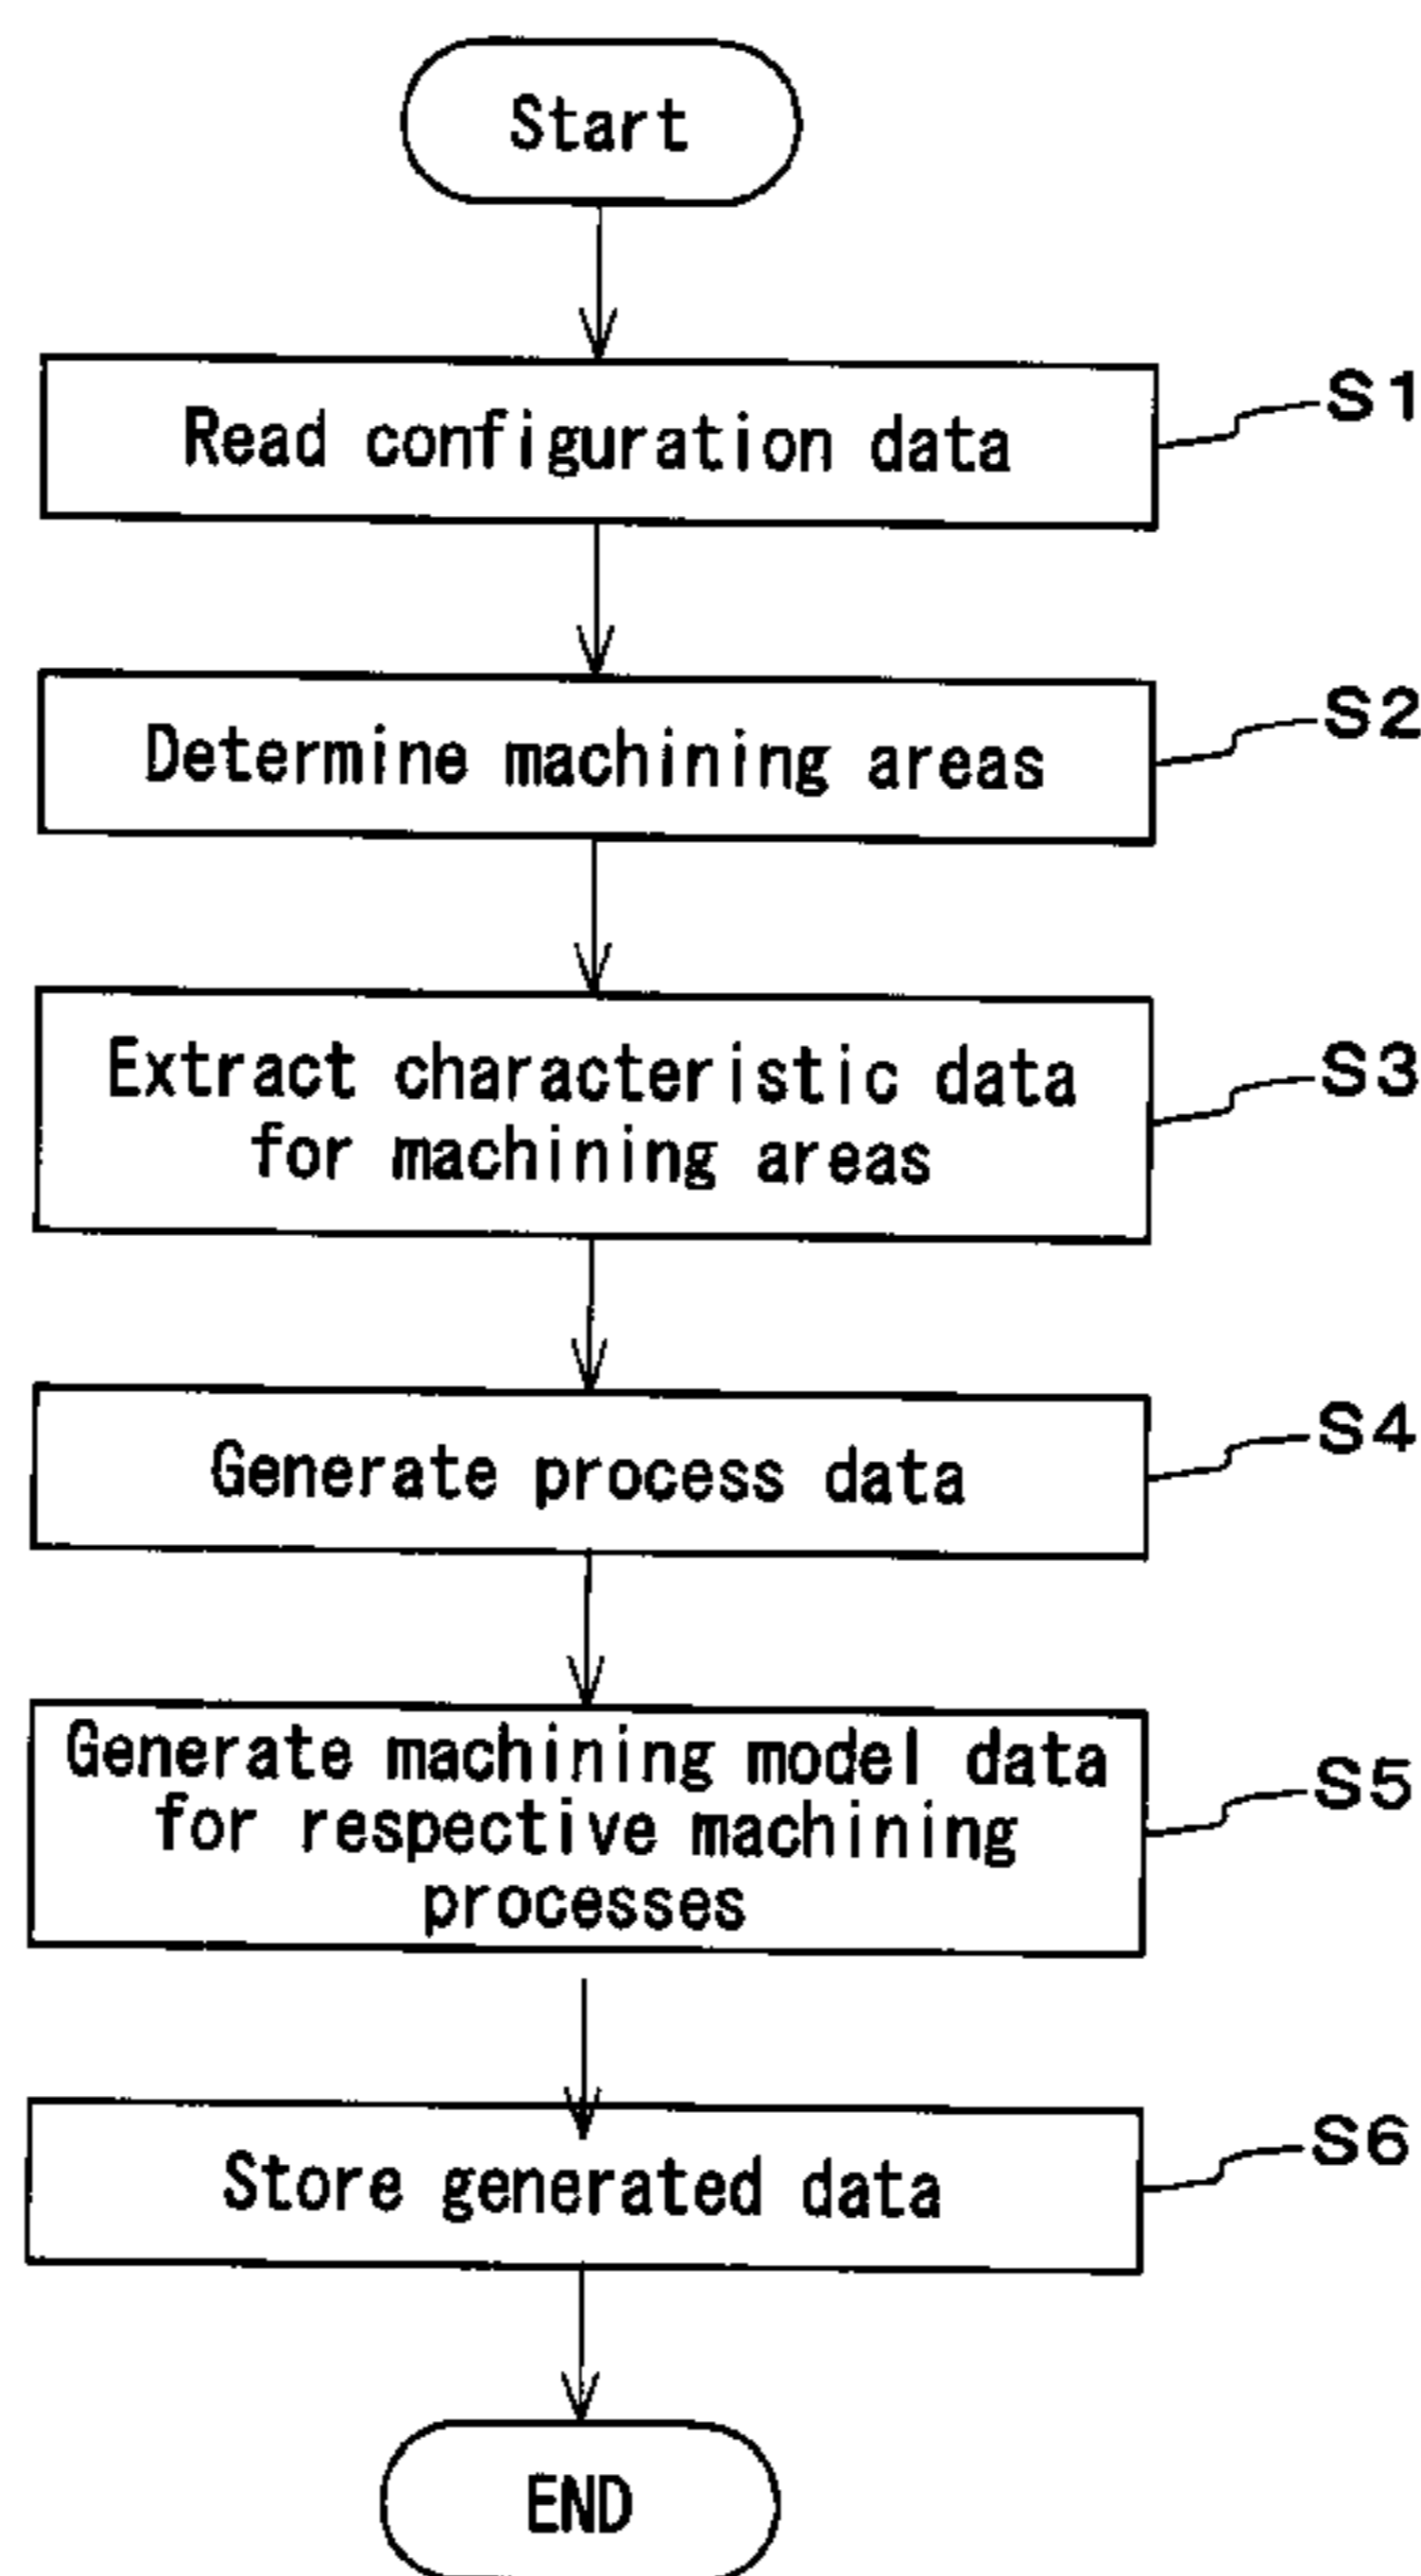 Start
Read configuration data
S1
Determine machining areas
S2
Extract characteristic data
for machining areas
S3
Generate process data
S4
Generate machining model data
for respective machining
processes
S5
Store generated data
S6
END